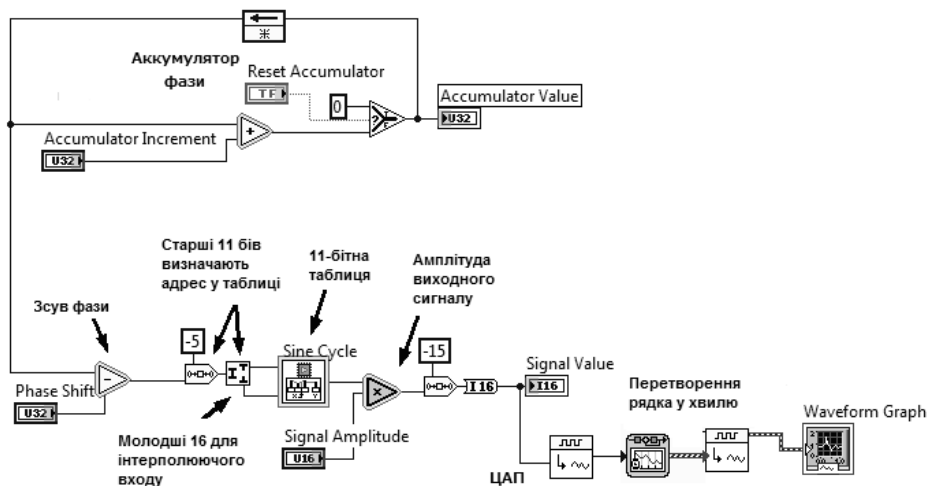 Аккумулятор
фази
Reset Accumulator
TF
0
Accumulator Value
U32
Accumulator Increment
U32
+
?
T
F
Старші 11 бів
визначають
адрес у таблиці
11-бітна
таблиця
Амплітуда
виходного
сигналу
Зсув фази
-5
Sine Cycle
-15
Signal Value
I16
I16
-
x
Phase Shift
U32
Signal Amplitude
U16
Молодші 16 для
інтерполюючого
входу
Перетворення
рядка у хвилю
Waveform Graph
ЦАП